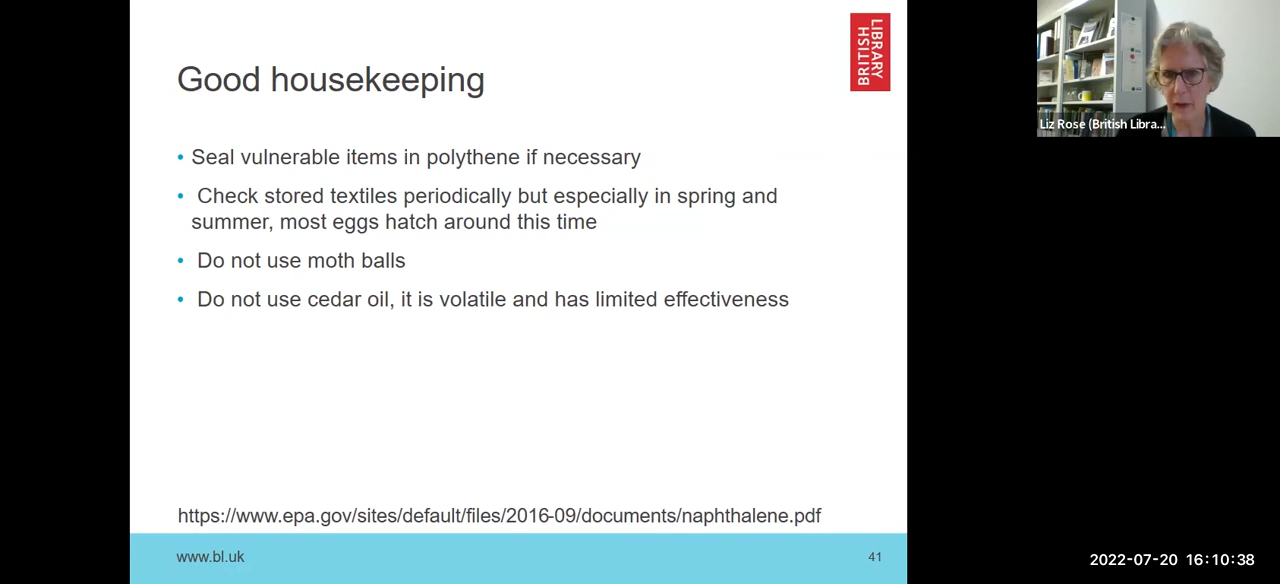 LIBRARY
BRITISH
Good housekeeping
• Seal vulnerable items in polythene if necessary
• Check stored textiles periodically but especially in spring and
summer, most eggs hatch around this time
• Do not use moth balls
• Do not use cedar oil, it is volatile and has limited effectiveness
https://www.epa.gov/sites/default/files/2016-09/documents/naphthalene.pdf
www.bl.uk
41
Liz Rose (British Libra...
2022-07-20 16:10:38